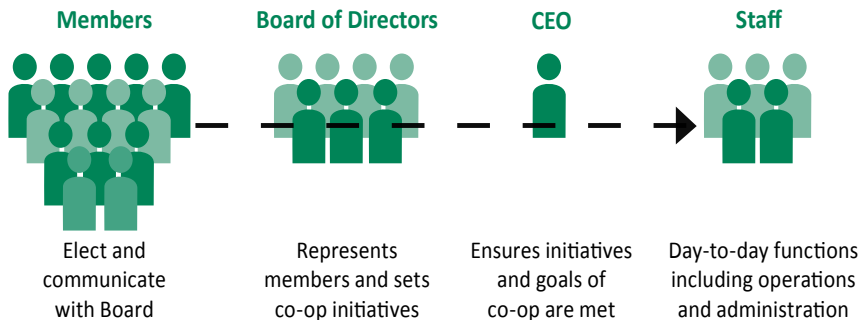 Members
Board of Directors
CEO
Staff
Elect and
communicate
with Board
Represents
members and sets
co-op initiatives
Ensures initiatives
and goals of
co-op are met
Day-to-day functions
including operations
and administration